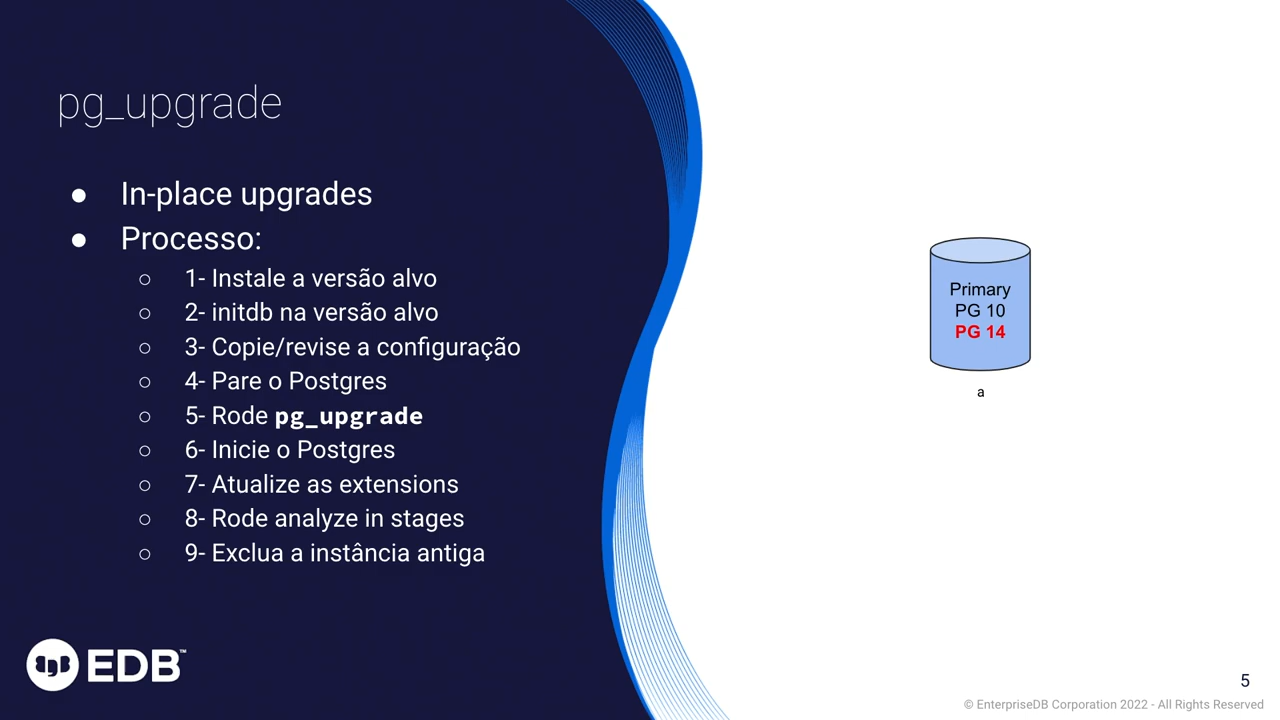 pg_upgrade
● In-place upgrades
● Processo:
○ 1- Instale a versão alvo
○ 2- initdb na versão alvo
○ 3- Copie/revise a configuração
○ 4- Pare o Postgres
○ 5- Rode pg_upgrade
○ 6- Inicie o Postgres
○ 7- Atualize as extensions
○ 8- Rode analyze in stages
○ 9- Exclua a instância antiga
Primary
PG 10
PG 14
a
EDB™
5
© EnterpriseDB Corporation 2022 - All Rights Reserved